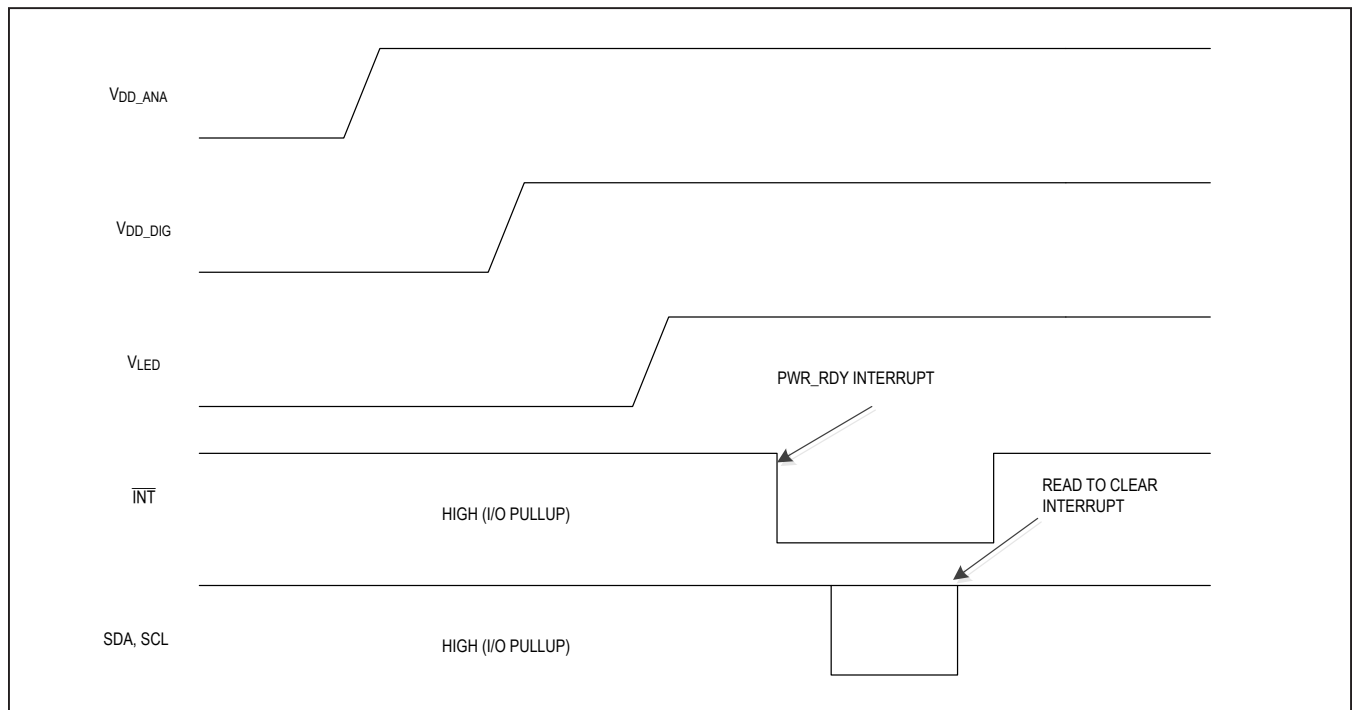 VDD_ANA
VDD_DIG
VLED
PWR_RDY INTERRUPT
INT
HIGH (I/O PULLUP)
READ TO CLEAR
INTERRUPT
SDA, SCL
HIGH (I/O PULLUP)